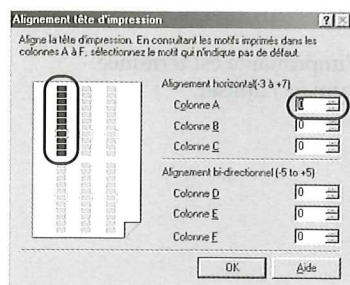 Alignement tête d'impression
Aligne la tête d'impression. En consultant les motifs imprimés dans les
colonnes A à F, sélectionnez le motif qui n'indique pas de défaut.
Alignement horizontal(-3 à +7)
Colonne A 0
Colonne B 0
Colonne C 0
Alignement bi-directionnel (-5 to +5)
Colonne D 0
Colonne E 0
Colonne F 0
OK Aide